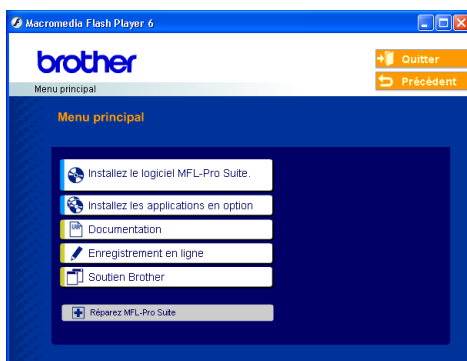 Macromedia Flash Player 6
brother
Quitter
Précédent
Menu principal
Menu principal
Installez le logiciel MFL-Pro Suite.
Installez les applications en option
Documentation
Enregistrement en ligne
Soutien Brother
Réparez MFL-Pro Suite